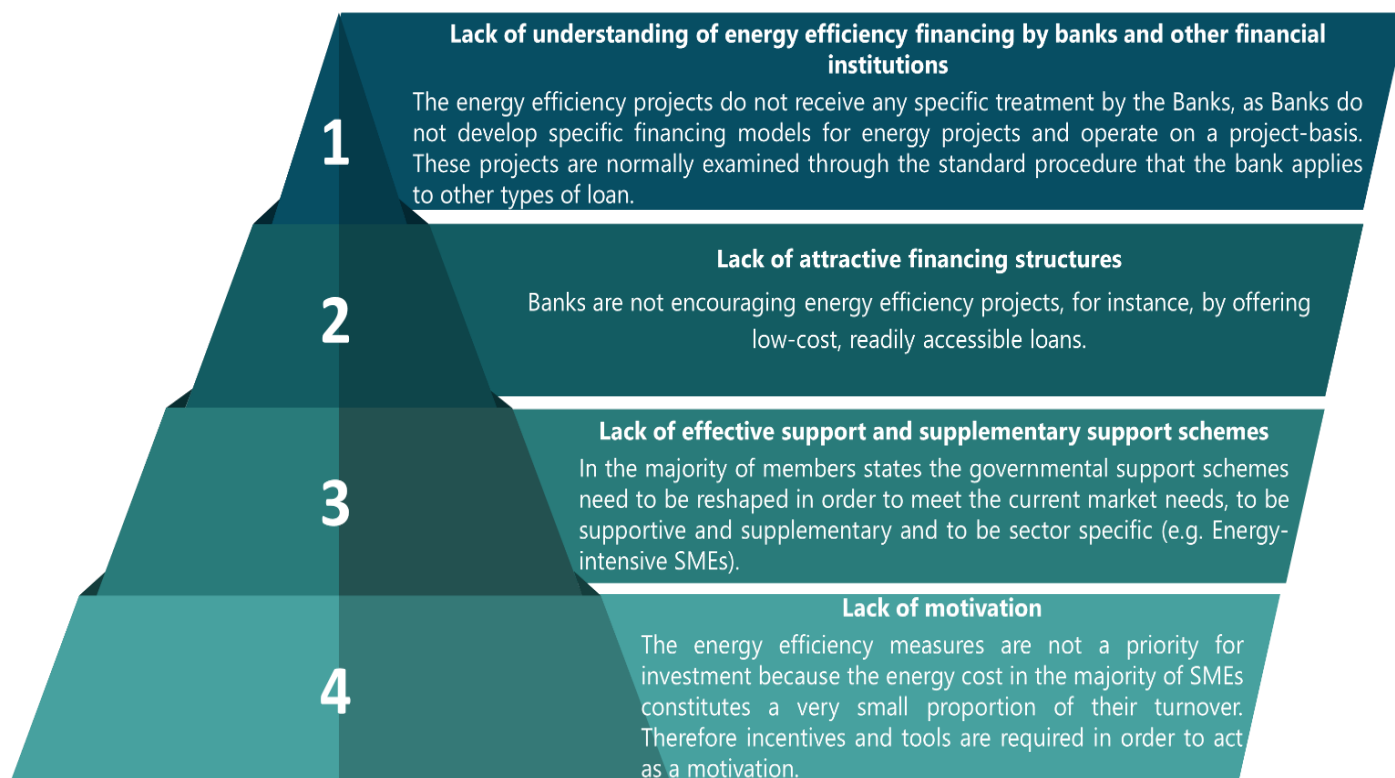 1
Lack of understanding of energy efficiency financing by banks and other financial
institutions
The energy efficiency projects do not receive any specific treatment by the Banks, as Banks do
not develop specific financing models for energy projects and operate on a project-basis.
These projects are normally examined through the standard procedure that the bank applies
to other types of loan.
2
Lack of attractive financing structures
Banks are not encouraging energy efficiency projects, for instance, by offering
low-cost, readily accessible loans.
3
Lack of effective support and supplementary support schemes
In the majority of members states the governmental support schemes
need to be reshaped in order to meet the current market needs, to be
supportive and supplementary and to be sector specific (e.g. Energy-
intensive SMEs).
4
Lack of motivation
The energy efficiency measures are not a priority for
investment because the energy cost in the majority of SMEs
constitutes a very small proportion of their turnover.
Therefore incentives and tools are required in order to act
as a motivation.